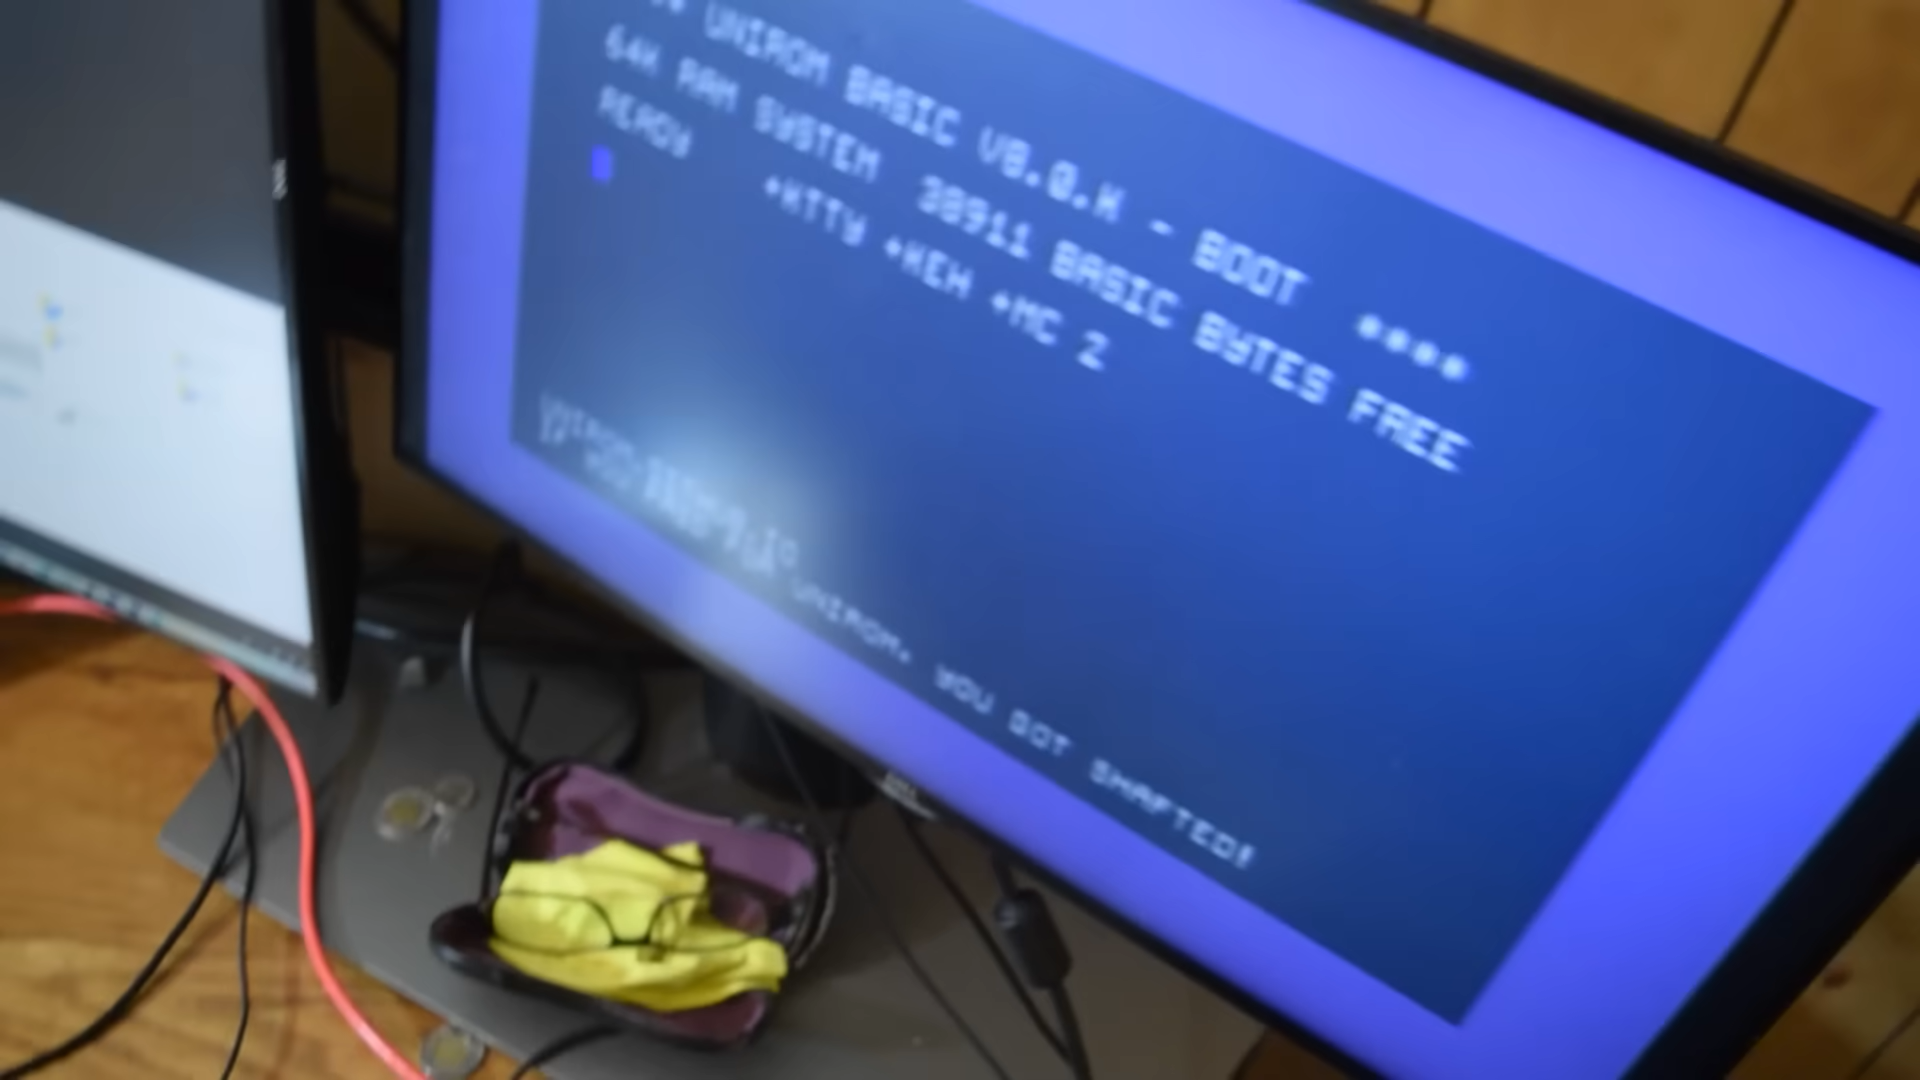 UNIROM BASIC V8.0.K - BOOT ****
64K RAM SYSTEM 38911 BASIC BYTES FREE
READY
+KTTY +KEH +MC 2
UNIROM. YOU GOT SHAFTED!